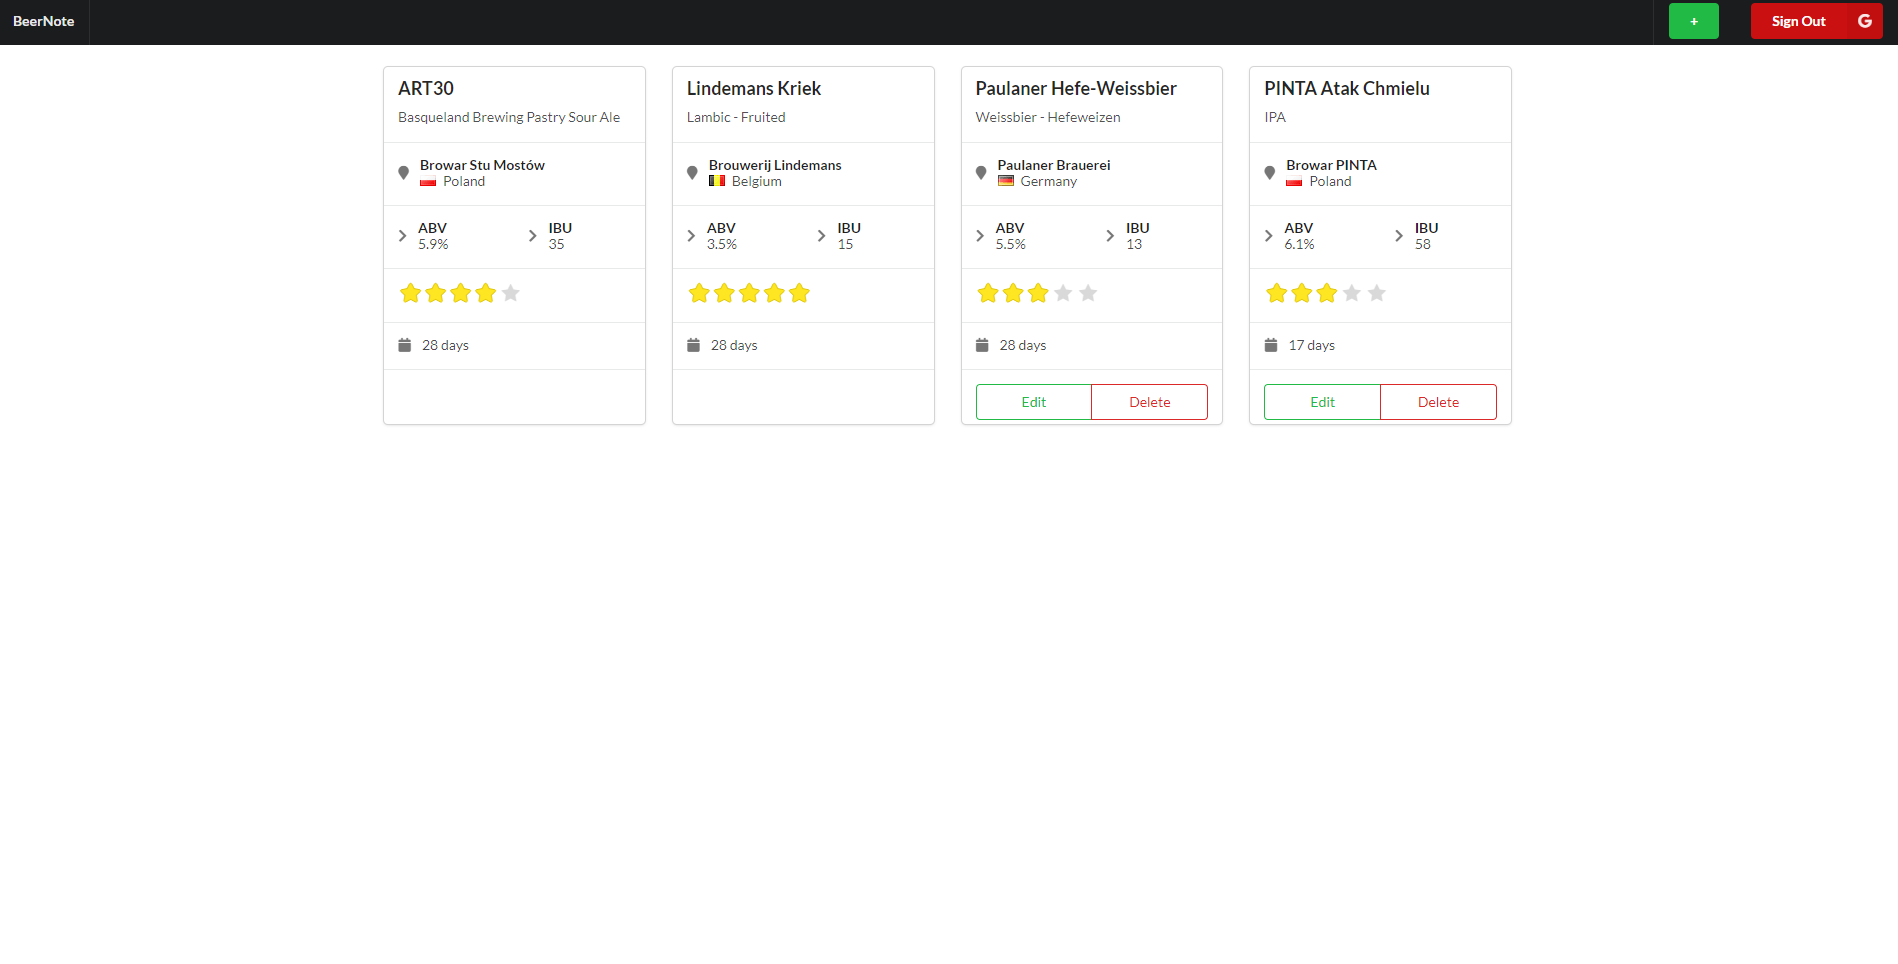 BeerNote
+
Sign Out
ART30
Basqueland Brewing Pastry Sour Ale
Browar Stu Mostów
Poland
ABV
5.9%
IBU
35
28 days
Lindemans Kriek
Lambic - Fruited
Brouwerij Lindemans
Belgium
ABV
3.5%
IBU
15
28 days
Paulaner Hefe-Weissbier
Weissbier - Hefeweizen
Paulaner Brauerei
Germany
ABV
5.5%
IBU
13
28 days
Edit
Delete
PINTA Atak Chmielu
IPA
Browar PINTA
Poland
ABV
6.1%
IBU
58
17 days
Edit
Delete